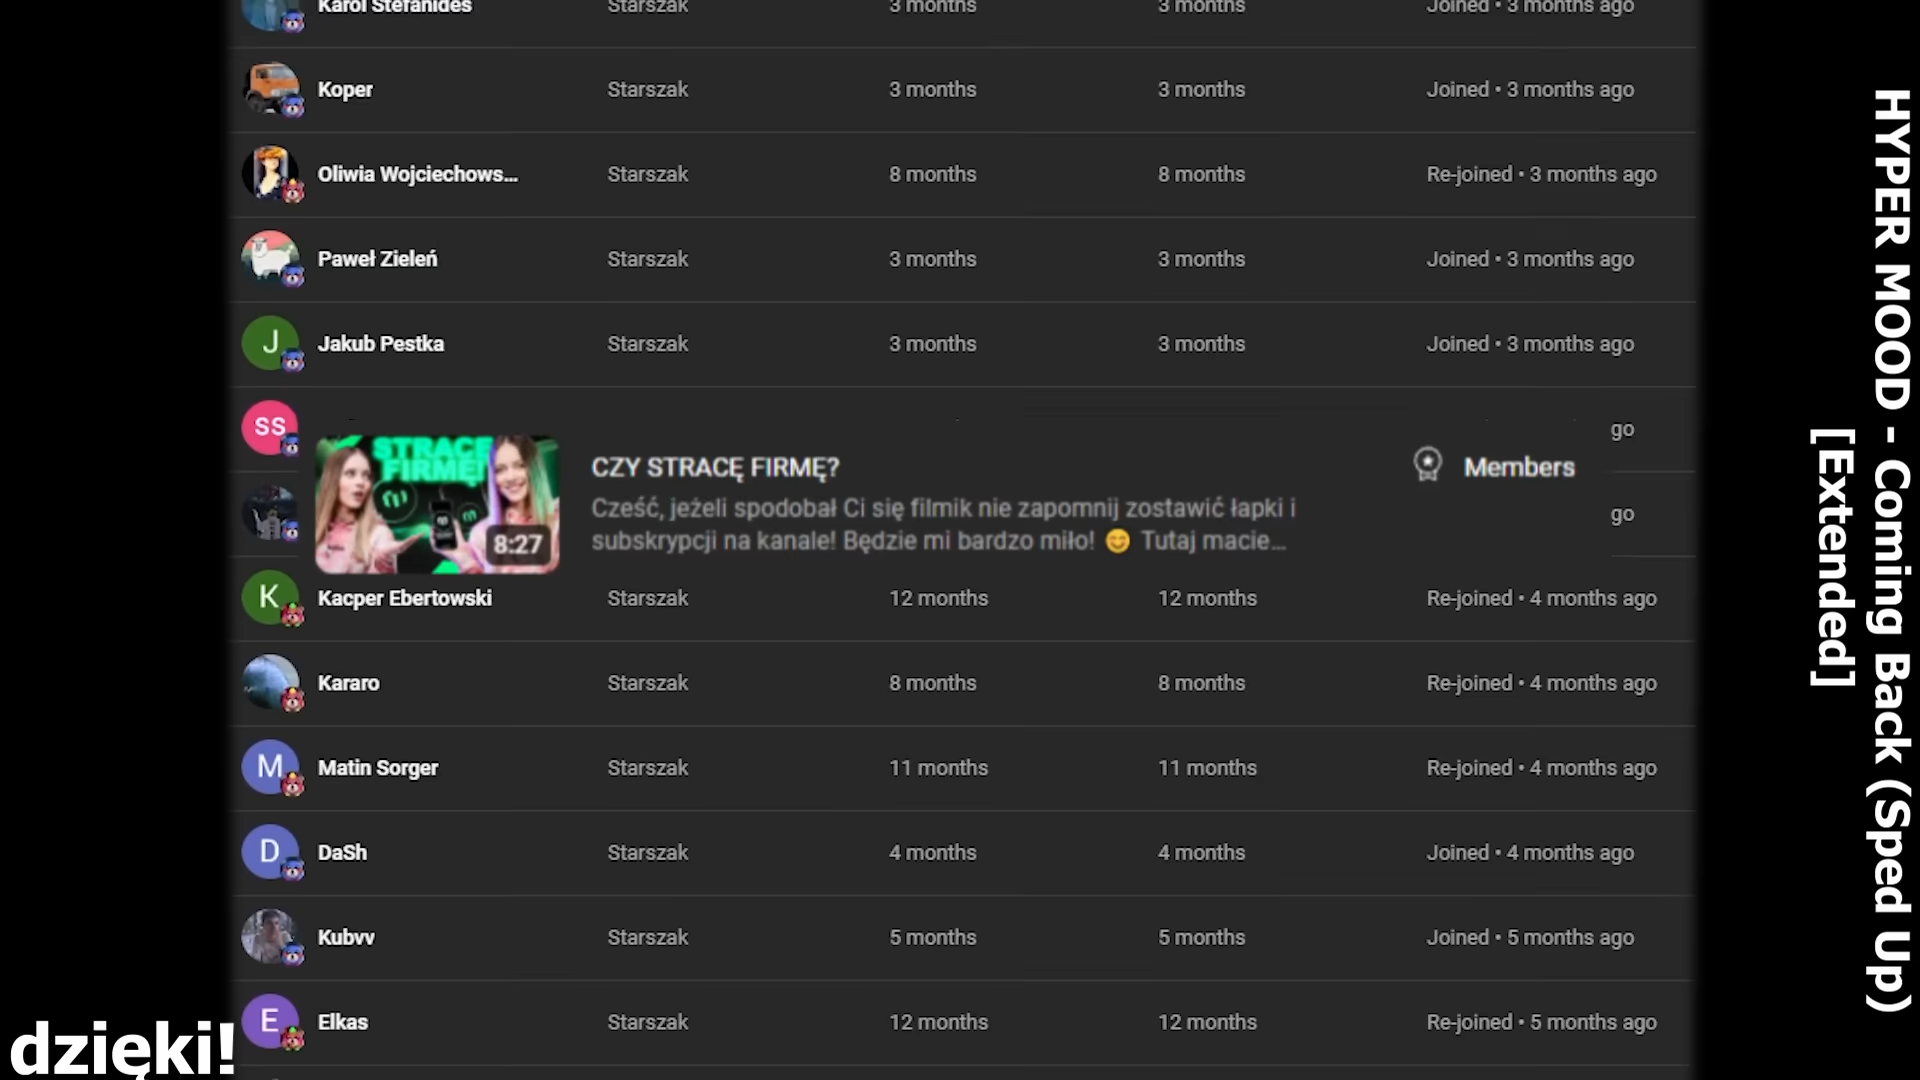 Karol Stefanides Starszak 3 months 3 months Joined • 3 months ago
Koper Starszak 3 months 3 months Joined • 3 months ago
Oliwia Wojciechows... Starszak 8 months 8 months Re-joined • 3 months ago
Paweł Zieleń Starszak 3 months 3 months Joined • 3 months ago
J Jakub Pestka Starszak 3 months 3 months Joined • 3 months ago
SS go
STRACĘ
FIRMĘ!
8:27
CZY STRACĘ FIRMĘ? Members
Cześć, jeżeli spodobał Ci się filmik nie zapomnij zostawić łapki i
go
subskrypcji na kanale! Będzie mi bardzo miło! 😊 Tutaj macie...
K Kacper Ebertowski Starszak 12 months 12 months Re-joined • 4 months ago
Kararo Starszak 8 months 8 months Re-joined • 4 months ago
M Matin Sorger Starszak 11 months 11 months Re-joined • 4 months ago
D DaSh Starszak 4 months 4 months Joined • 4 months ago
Kubvv Starszak 5 months 5 months Joined • 5 months ago
E Elkas Starszak 12 months 12 months Re-joined • 5 months ago
dzięki!
HYPER MOOD - Coming Back (Sped Up)
[Extended]